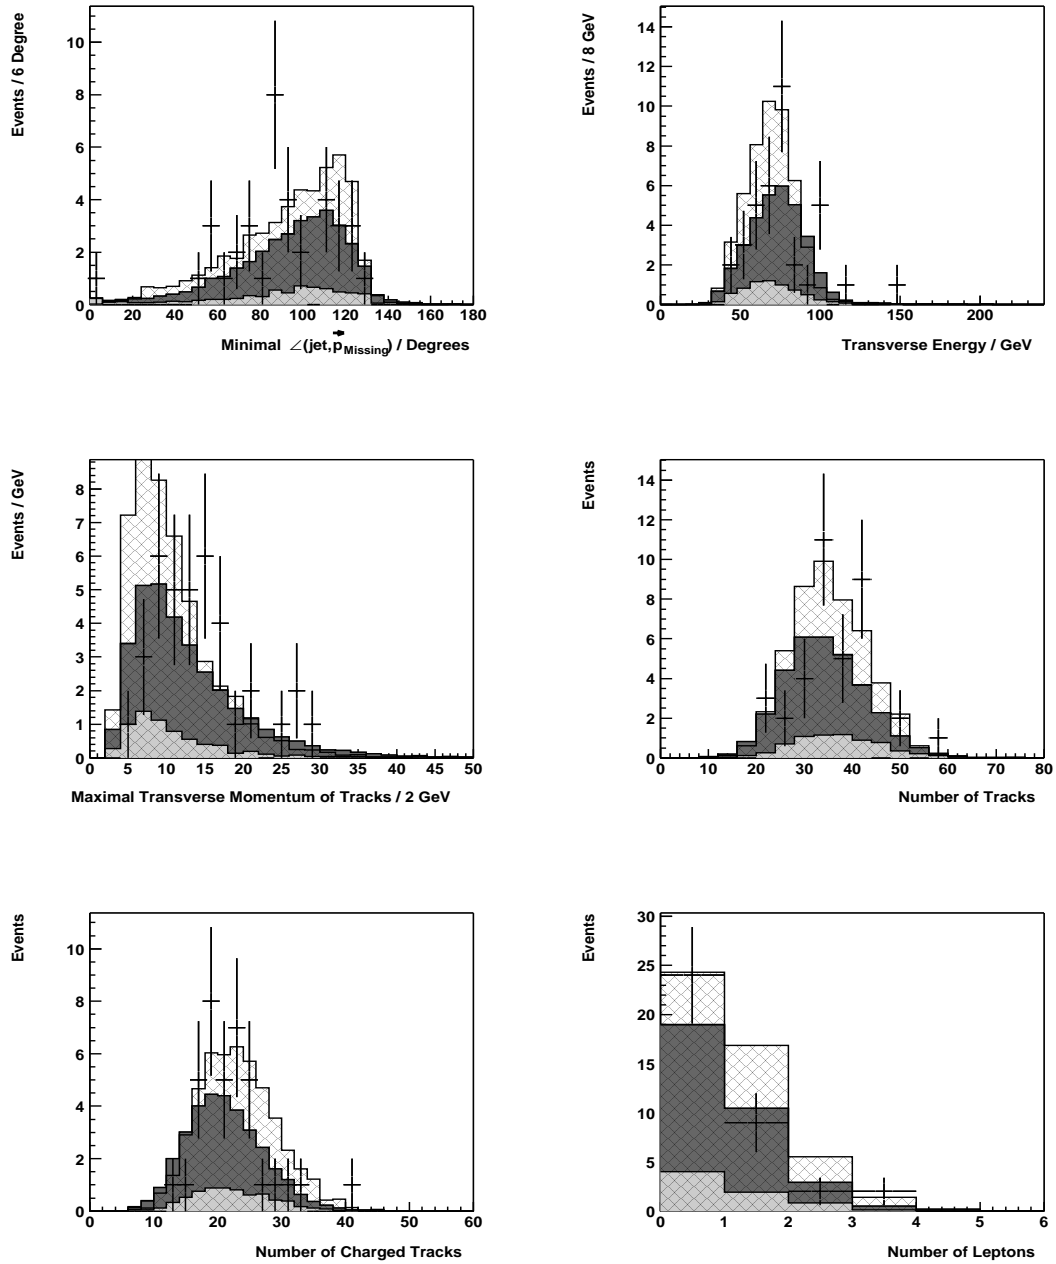 Events / 6 Degree
10
8
6
4
2
0
0 20 40 60 80 100 120 140 160 180
Minimal ∠(jet,p⃗Missing) / Degrees
Events / 8 GeV
14
12
10
8
6
4
2
0
0 50 100 150 200
Transverse Energy / GeV
Events / GeV
8
7
6
5
4
3
2
1
0
0 5 10 15 20 25 30 35 40 45 50
Maximal Transverse Momentum of Tracks / 2 GeV
Events
14
12
10
8
6
4
2
0
0 10 20 30 40 50 60 70 80
Number of Tracks
Events
10
8
6
4
2
0
0 10 20 30 40 50 60
Number of Charged Tracks
Events
30
25
20
15
10
5
0
0 1 2 3 4 5 6
Number of Leptons